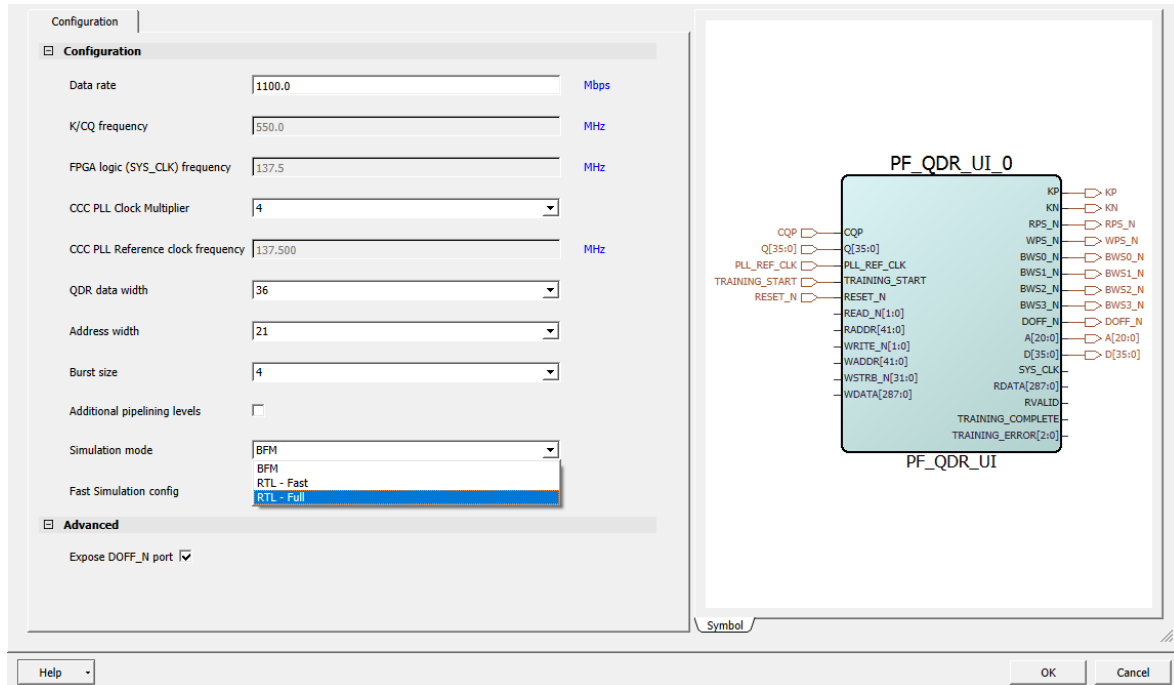 Configuration
Configuration
Data rate 1100.0 Mbps
K/CQ frequency 550.0 MHz
FPGA logic (SYS_CLK) frequency 137.5 MHz
CCC PLL Clock Multiplier 4
CCC PLL Reference clock frequency 137.500 MHz
QDR data width 36
Address width 21
Burst size 4
Additional pipelining levels
Simulation mode BFM
BFM
RTL - Fast
Fast Simulation config
RTL - Full
Advanced
Expose DOFF_N port
PF_QDR_UI_0
KP KP
KN KN
RPS_N RPS_N
CQP CQP WPS_N WPS_N
Q[35:0] Q[35:0] BWS0_N BWS0_N
PLL_REF_CLK PLL_REF_CLK BWS1_N BWS1_N
TRAINING_START TRAINING_START BWS2_N BWS2_N
RESET_N RESET_N BWS3_N BWS3_N
READ_N[1:0] DOFF_N DOFF_N
RADDR[41:0] A[20:0] A[20:0]
WRITE_N[1:0] D[35:0] D[35:0]
WADDR[41:0] SYS_CLK
WSTRB_N[31:0] RDATA[287:0]
WDATA[287:0] RVALID
TRAINING_COMPLETE
TRAINING_ERROR[2:0]
PF_QDR_UI
Symbol
Help OK Cancel